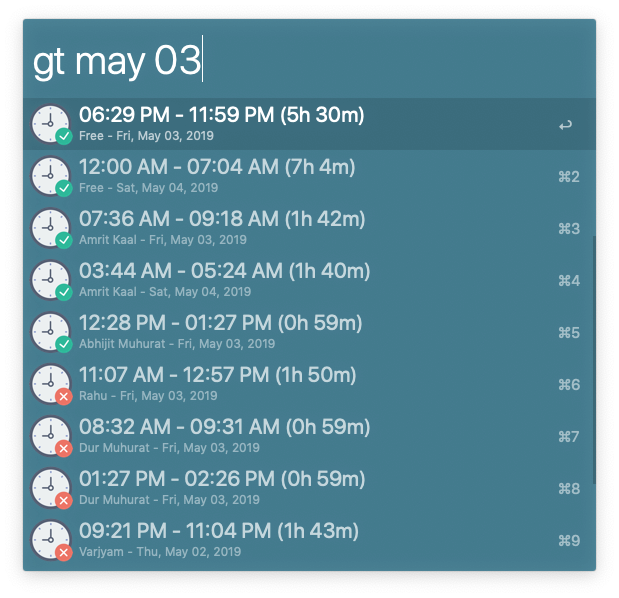 gt may 03
06:29 PM - 11:59 PM (5h 30m)
Free - Fri, May 03, 2019
↩
12:00 AM - 07:04 AM (7h 4m)
Free - Sat, May 04, 2019
⌘2
07:36 AM - 09:18 AM (1h 42m)
Amrit Kaal - Fri, May 03, 2019
⌘3
03:44 AM - 05:24 AM (1h 40m)
Amrit Kaal - Sat, May 04, 2019
⌘4
12:28 PM - 01:27 PM (0h 59m)
Abhijit Muhurat - Fri, May 03, 2019
⌘5
11:07 AM - 12:57 PM (1h 50m)
Rahu - Fri, May 03, 2019
⌘6
08:32 AM - 09:31 AM (0h 59m)
Dur Muhurat - Fri, May 03, 2019
⌘7
01:27 PM - 02:26 PM (0h 59m)
Dur Muhurat - Fri, May 03, 2019
⌘8
09:21 PM - 11:04 PM (1h 43m)
Varjyam - Thu, May 02, 2019
⌘9